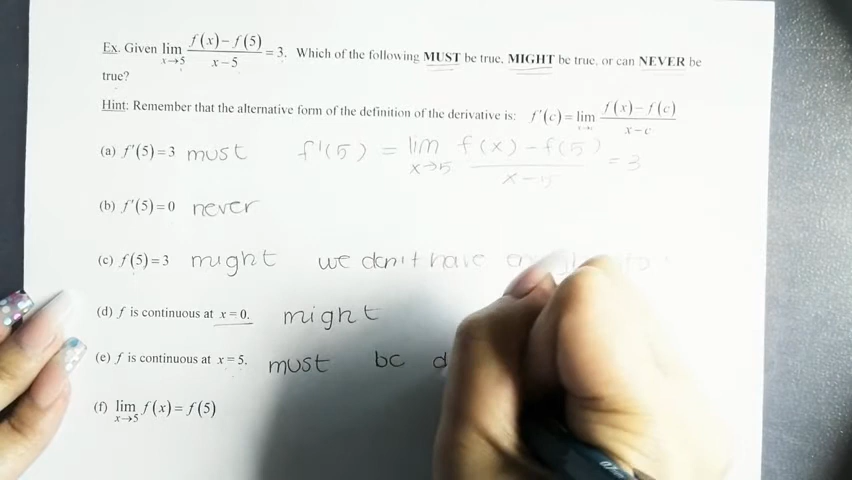 Ex. Given lim x→5 f(x)−f(5) / x−5 = 3. Which of the following MUST be true, MIGHT be true, or can NEVER be
true?
Hint: Remember that the alternative form of the definition of the derivative is: f'(c) = lim f(x)−f(c) / x−c
(a) f'(5)=3 must f'(5) = lim x→5 f(x)−f(5) / x−5 = 3
(b) f'(5)=0 never
(c) f(5)=3 might we don't have
(d) f is continuous at x=0. might
(e) f is continuous at x=5. must bc d
(f) lim x→5 f(x)=f(5)